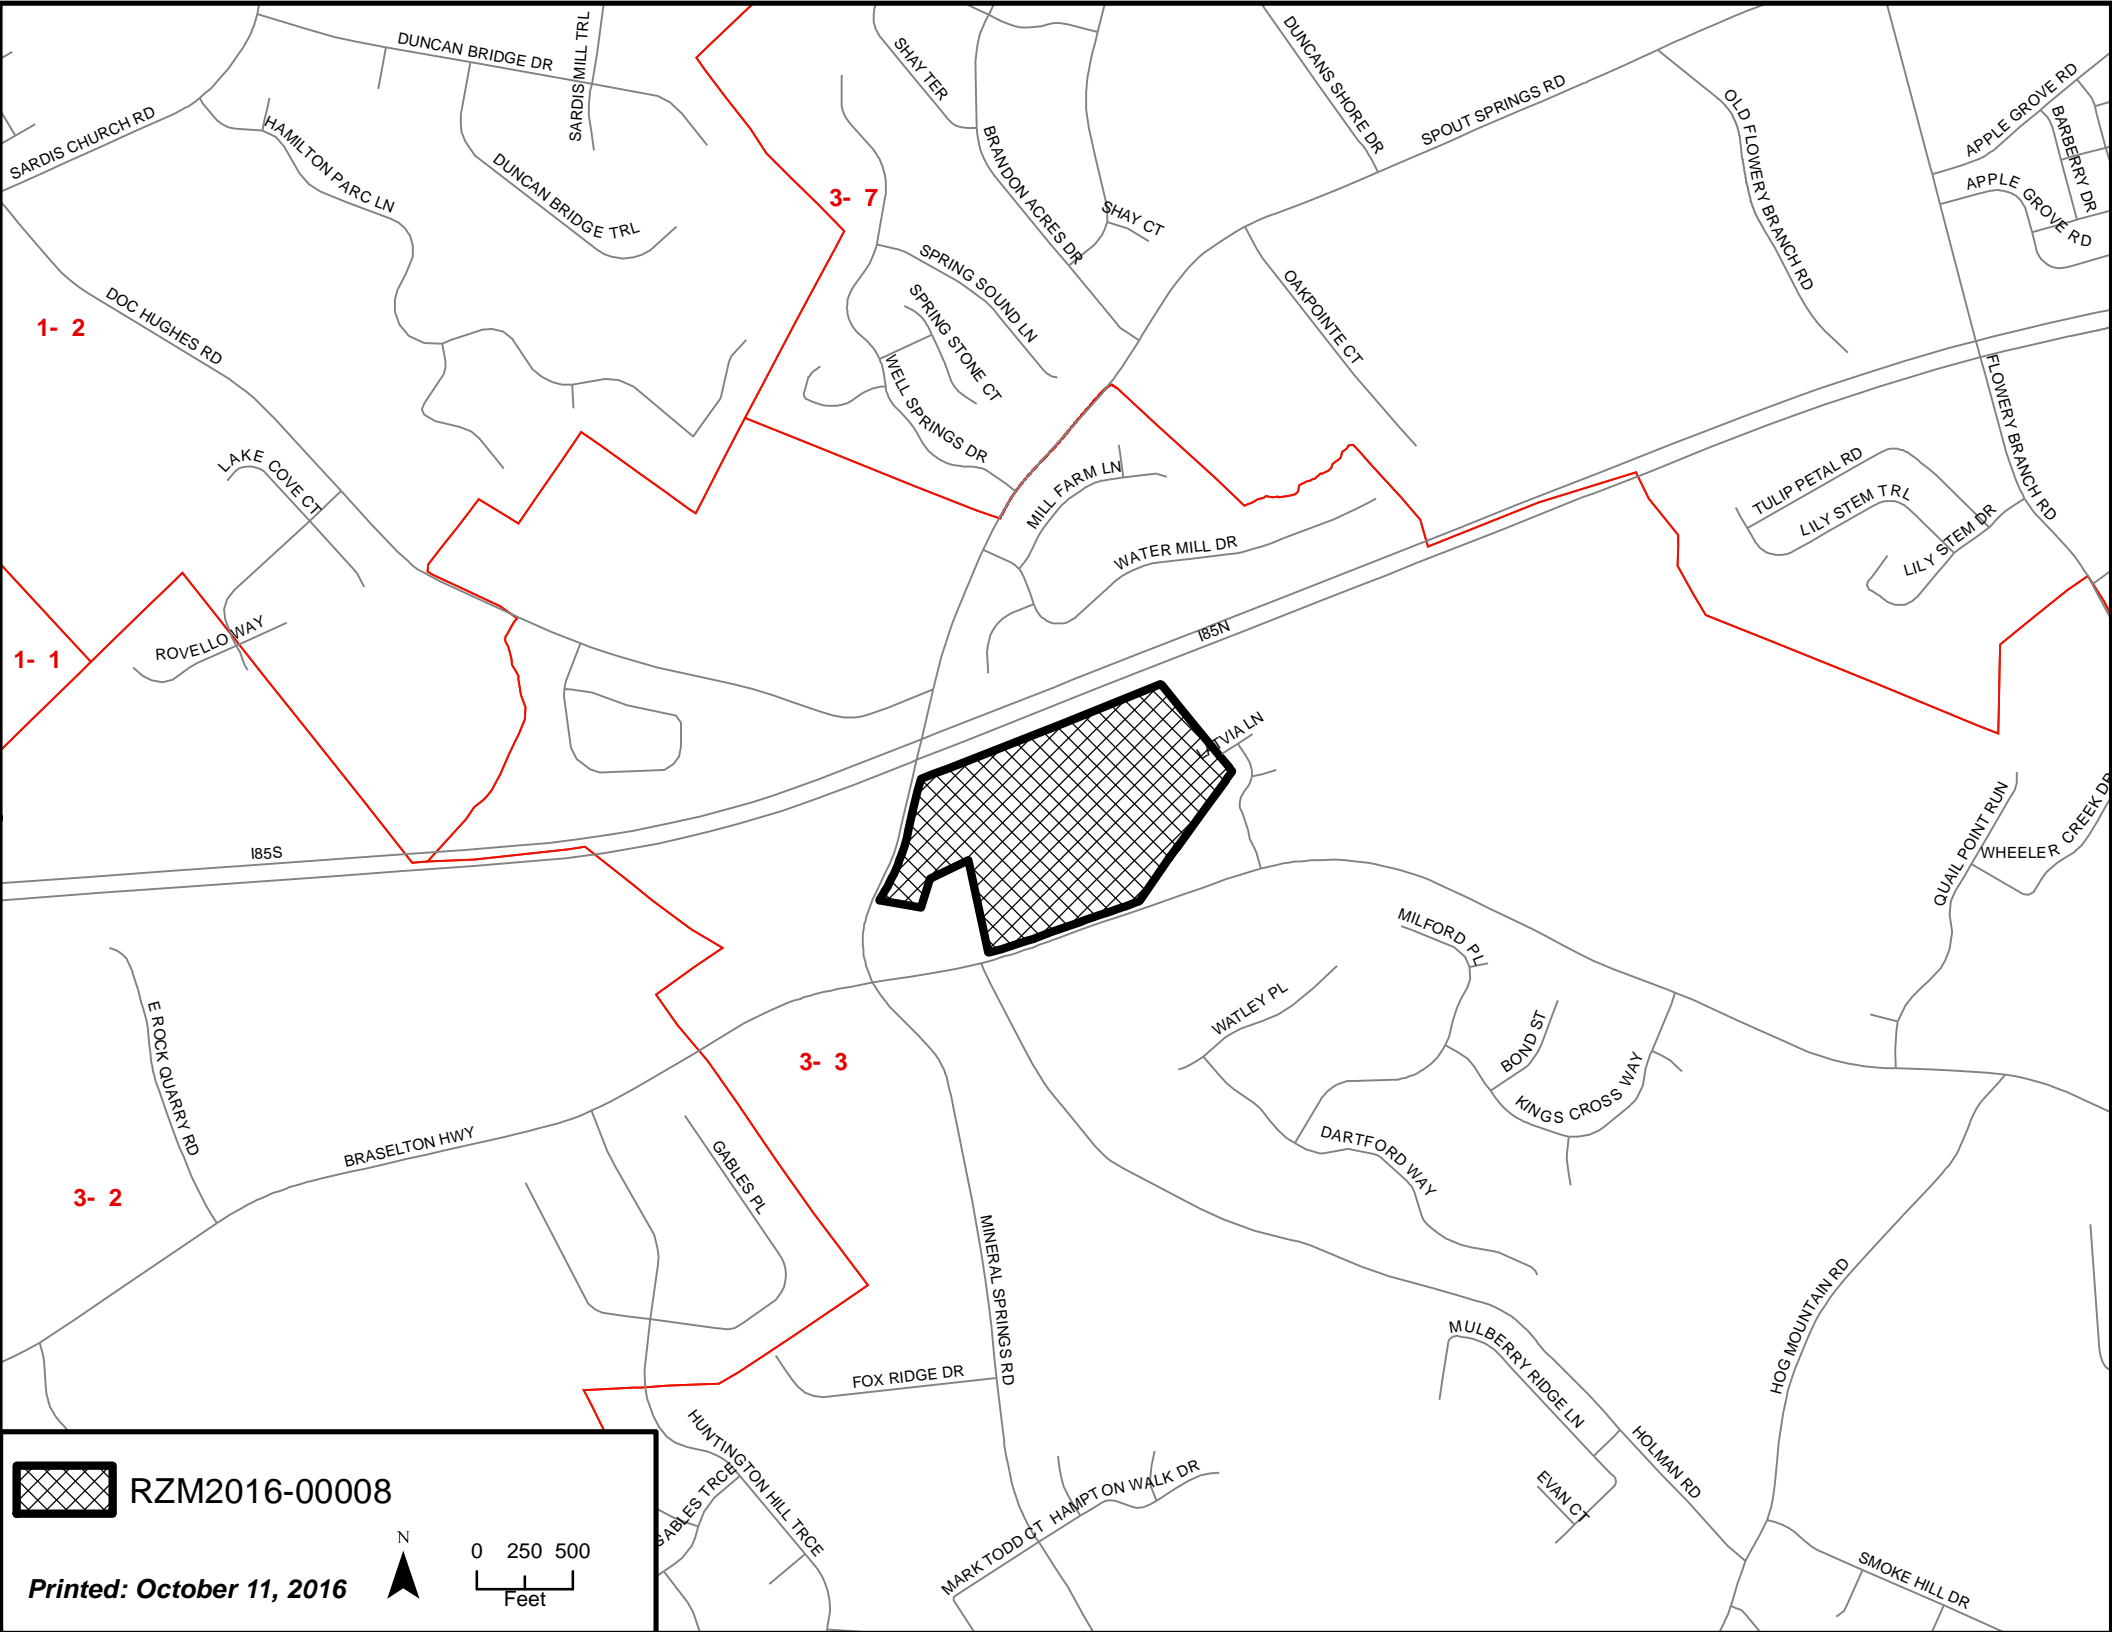 DUNCAN BRIDGE DR
SARDIS MILL TRL
SHAY TER
DUNCANS SHORE DR
SPOUT SPRINGS RD
OLD FLOWERY BRANCH RD
APPLE GROVE RD
BARBERRY DR
APPLE GROVE RD
SARDIS CHURCH RD
HAMILTON PARC LN
DUNCAN BRIDGE TRL
3- 7
BRANDON ACRES DR
SHAY CT
SPRING SOUND LN
SPRING STONE CT
OAKPOINTE CT
1- 2
DOC HUGHES RD
WELL SPRINGS DR
FLOWERY BRANCH RD
LAKE COVE CT
MILL FARM LN
WATER MILL DR
TULIP PETAL RD
LILY STEM TRL
LILY STEM DR
I85N
1- 1
ROVELLO WAY
LATVIA LN
I85S
QUAIL POINT RUN
WHEELER CREEK DR
MILFORD PL
WATLEY PL
BOND ST
KINGS CROSS WAY
DARTFORD WAY
E ROCK QUARRY RD
3- 3
BRASELTON HWY
GABLES PL
3- 2
MINERAL SPRINGS RD
HOG MOUNTAIN RD
FOX RIDGE DR
MULBERRY RIDGE LN
HOLMAN RD
EVAN CT
HUNTINGTON HILL TRCE
GABLES TRCE
MARK TODD CT
HAMPTON WALK DR
SMOKE HILL DR
RZM2016-00008
N
0 250 500
Feet
Printed: October 11, 2016